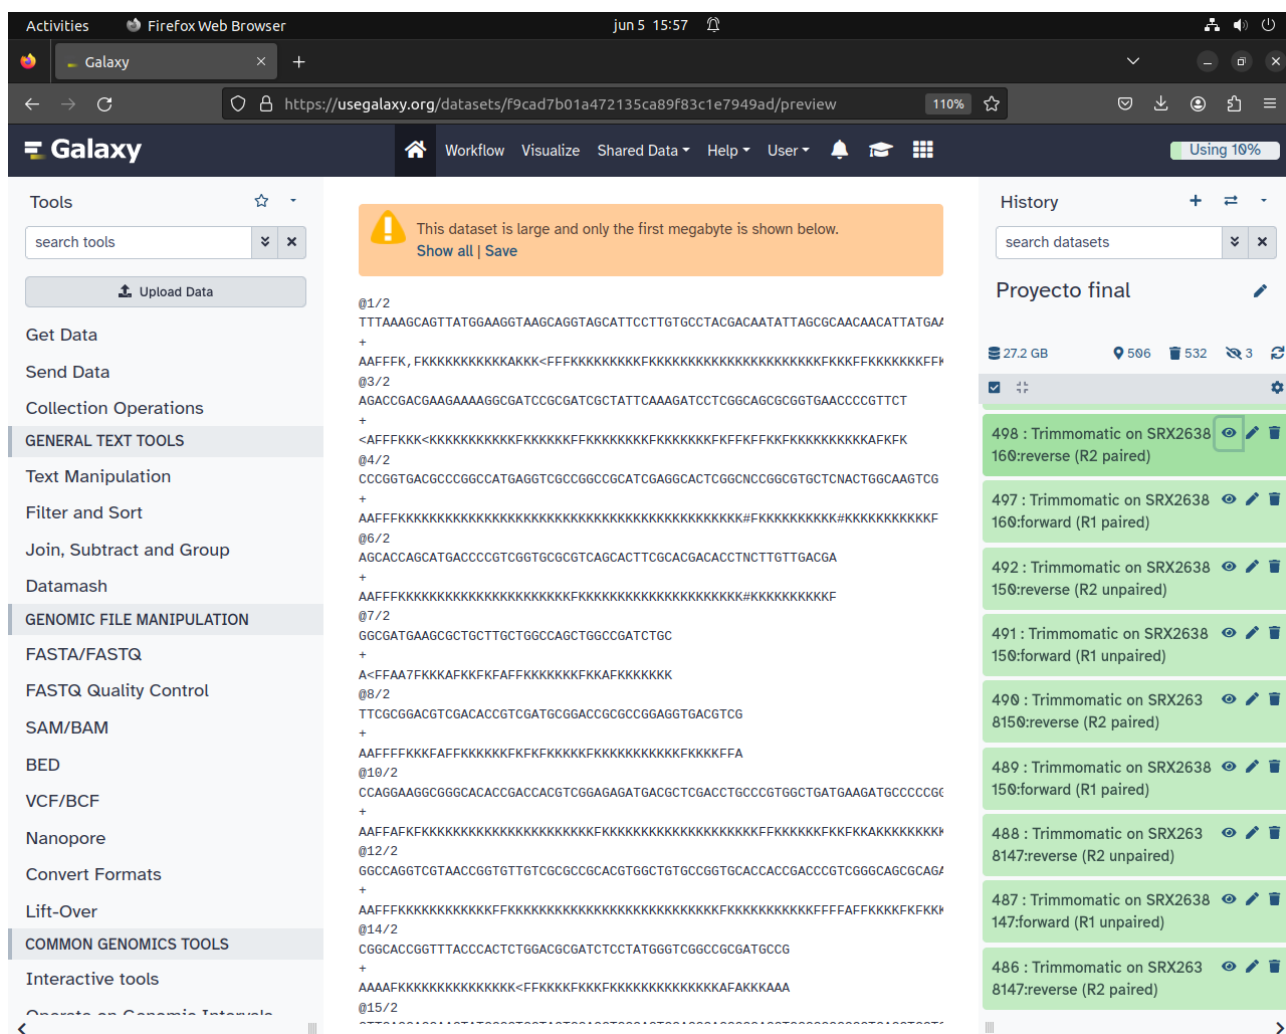 Activities Firefox Web Browser jun 5 15:57
Galaxy
https://usegalaxy.org/datasets/f9cad7b01a472135ca89f83c1e7949ad/preview 110%
Galaxy Workflow Visualize Shared Data Help User Using 10%
Tools
search tools
Upload Data
Get Data
Send Data
Collection Operations
GENERAL TEXT TOOLS
Text Manipulation
Filter and Sort
Join, Subtract and Group
Datamash
GENOMIC FILE MANIPULATION
FASTA/FASTQ
FASTQ Quality Control
SAM/BAM
BED
VCF/BCF
Nanopore
Convert Formats
Lift-Over
COMMON GENOMICS TOOLS
Interactive tools
This dataset is large and only the first megabyte is shown below.
Show all | Save
@1/2
TTTAAAGCAGTTATGGAAGGTAAGCAGGTAGCATTCCTTGTGCCTACGACAATATTAGCGCAACAACATTATGAA
+
@3/2
AGACCGACGAAGAAAAGGCGATCCGCGATCGCTATTCAAAGATCCTCGGCAGCGCGGTGAACCCCGTTCT
+
@4/2
CCCGGTGACGCCCGGCCATGAGGTCGCCGGCCGCATCGAGGCACTCGGCNCCGGCGTGCTCNACTGGCAAGTCG
+
@6/2
AGCACCAGCATGACCCCGTCGGTGCGCGTCAGCACTTCGCACGACACCTNCTTGTTGACGA
+
@7/2
GGCGATGAAGCGCTGCTTGCTGGCCAGCTGGCCGATCTGC
+
A<FFAA7FKKKAFKKFKFAFFKKKKKKKFKKAFKKKKKKK
@8/2
TTCGCGGACGTCGACACCGTCGATGCGGACCGCGCCGGAGGTGACGTCG
+
AAFFFFKKKFAFFKKKKKKFKFKFKKKKKFKKKKKKKKKKKFKKKKFFA
@10/2
CCAGGAAGGCGGGCACACCGACCACGTCGGAGAGATGACGCTCGACCTGCCCGTGGCTGATGAAGATGCCCCCGG
+
@12/2
GGCCAGGTCGTAACCGGTGTTGTCGCGCCGCACGTGGCTGTGCCGGTGCACCACCGACCCGTCGGGCAGCGCAGA
+
@14/2
CGGCACCGGTTTACCCACTCTGGACGCGATCTCCTATGGGTCGGCCGCGATGCCG
+
@15/2
History
search datasets
Proyecto final
27.2 GB 506 532 3
498 : Trimmomatic on SRX2638
160:reverse (R2 paired)
497 : Trimmomatic on SRX2638
160:forward (R1 paired)
492 : Trimmomatic on SRX2638
150:reverse (R2 unpaired)
491 : Trimmomatic on SRX2638
150:forward (R1 unpaired)
490 : Trimmomatic on SRX263
8150:reverse (R2 paired)
489 : Trimmomatic on SRX2638
150:forward (R1 paired)
488 : Trimmomatic on SRX263
8147:reverse (R2 unpaired)
487 : Trimmomatic on SRX2638
147:forward (R1 unpaired)
486 : Trimmomatic on SRX263
8147:reverse (R2 paired)